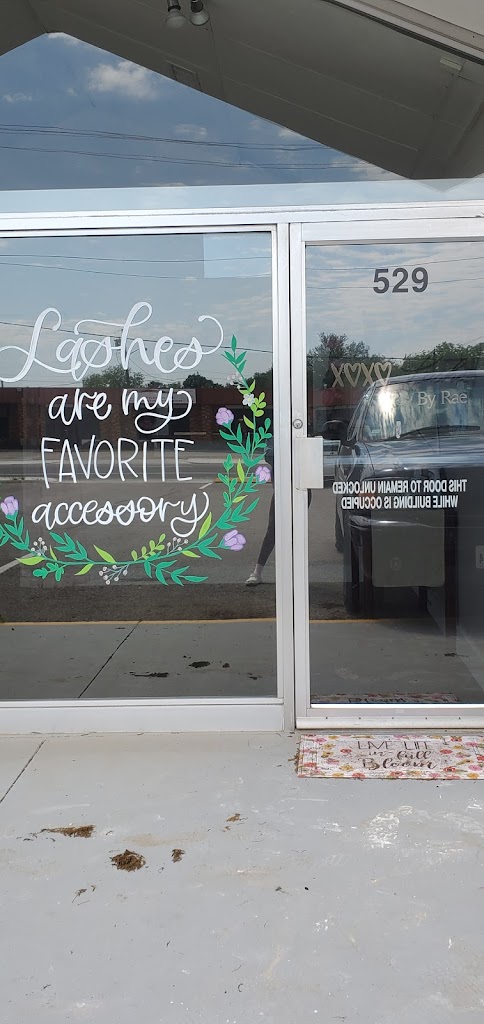 529
Lashes
are my
FAVORITE
accessory
XOXO
By Rae
THIS DOOR TO REMAIN UNLOCKED
WHILE BUILDING IS OCCUPIED
LIVE LIFE
in full
Bloom